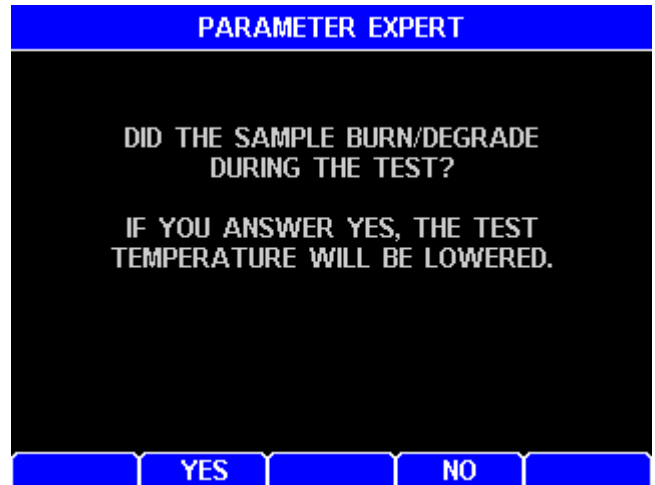 PARAMETER EXPERT
DID THE SAMPLE BURN/DEGRADE
DURING THE TEST?
IF YOU ANSWER YES, THE TEST
TEMPERATURE WILL BE LOWERED.
YES NO